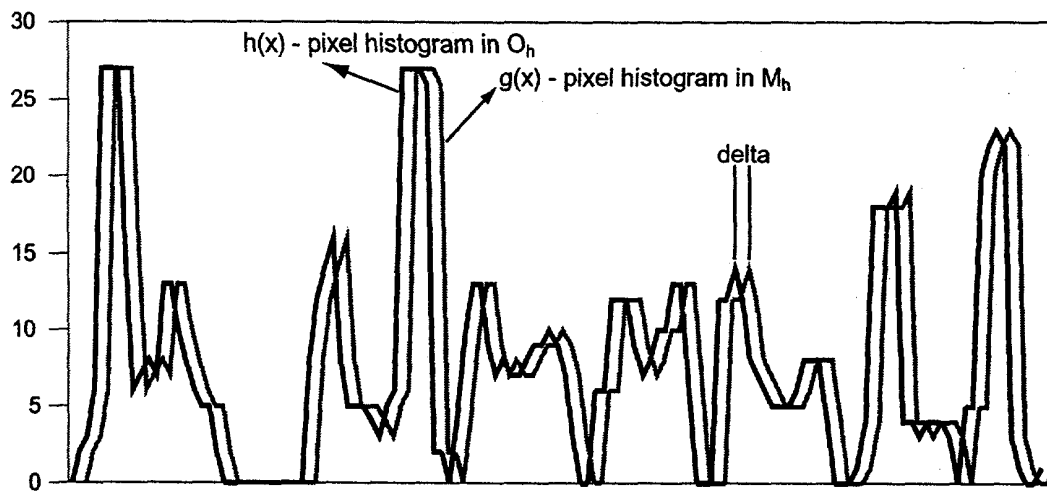 30
h(x) - pixel histogram in Oh
g(x) - pixel histogram in Mh
25
20
delta
15
10
5
0